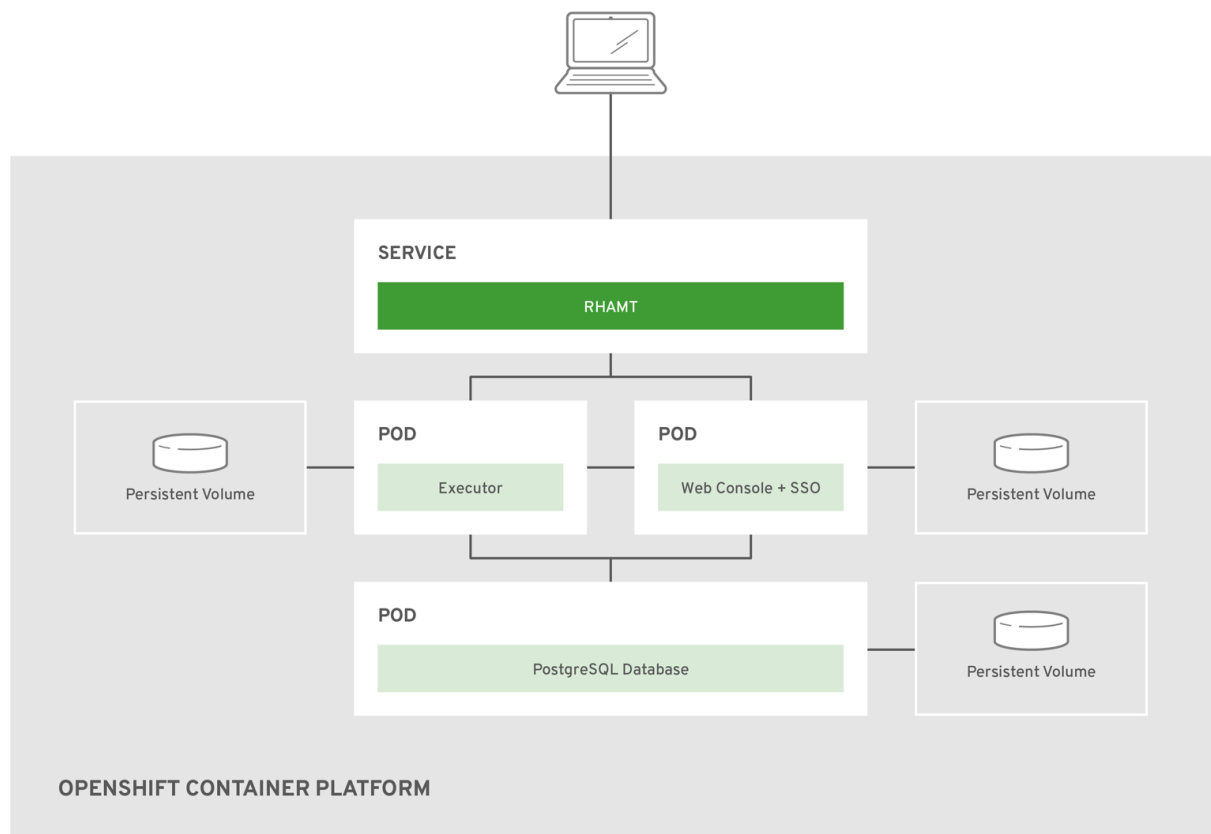 SERVICE
RHAMT
POD
POD
Executor
Web Console + SSO
Persistent Volume
Persistent Volume
POD
PostgreSQL Database
Persistent Volume
OPENSHIFT CONTAINER PLATFORM